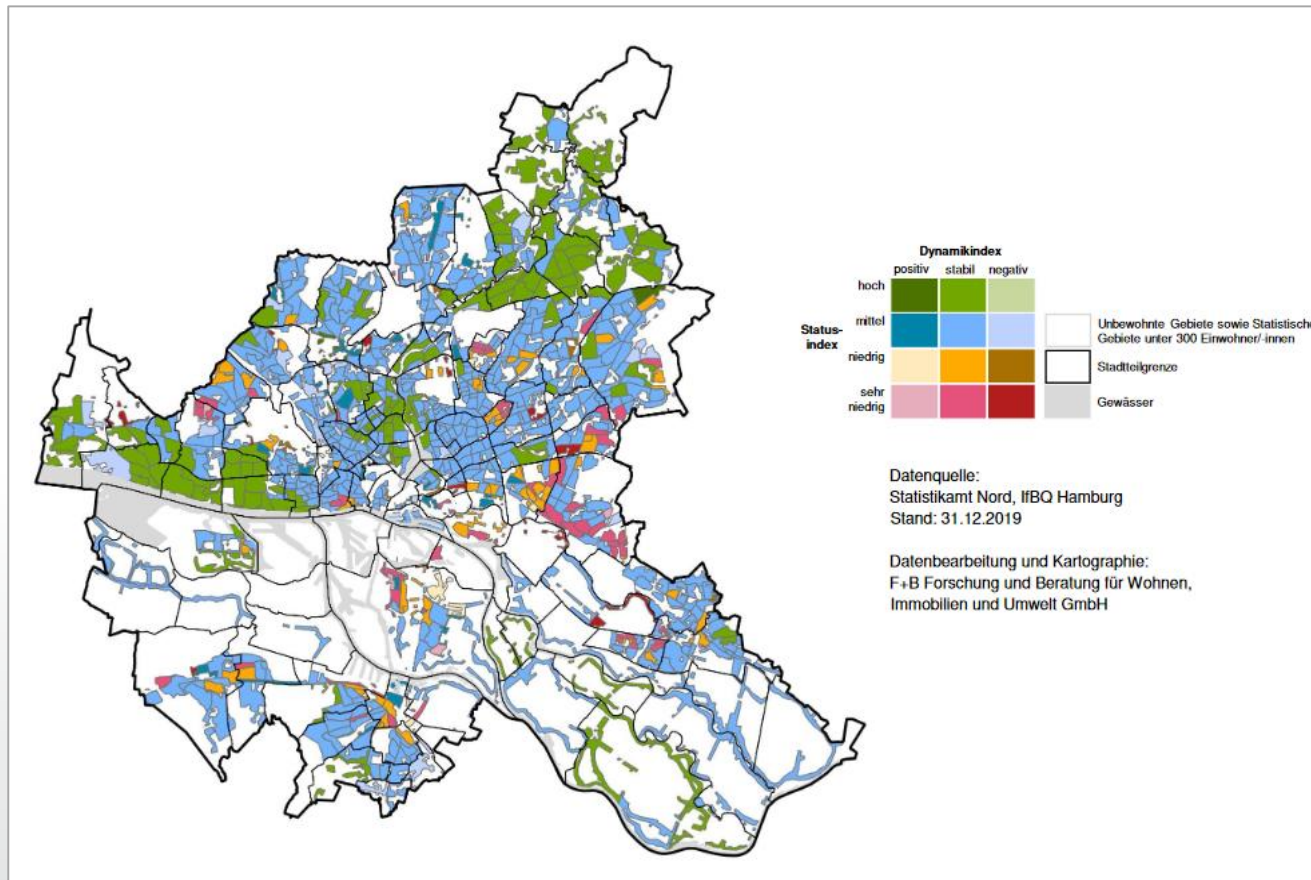 Dynamikindex
positiv stabil negativ
hoch
mittel
Status-
index
niedrig
sehr
niedrig
Unbewohnte Gebiete sowie Statistische
Gebiete unter 300 Einwohner/-innen
Stadtteilgrenze
Gewässer
Datenquelle:
Statistikamt Nord, IfBQ Hamburg
Stand: 31.12.2019
Datenbearbeitung und Kartographie:
F+B Forschung und Beratung für Wohnen,
Immobilien und Umwelt GmbH